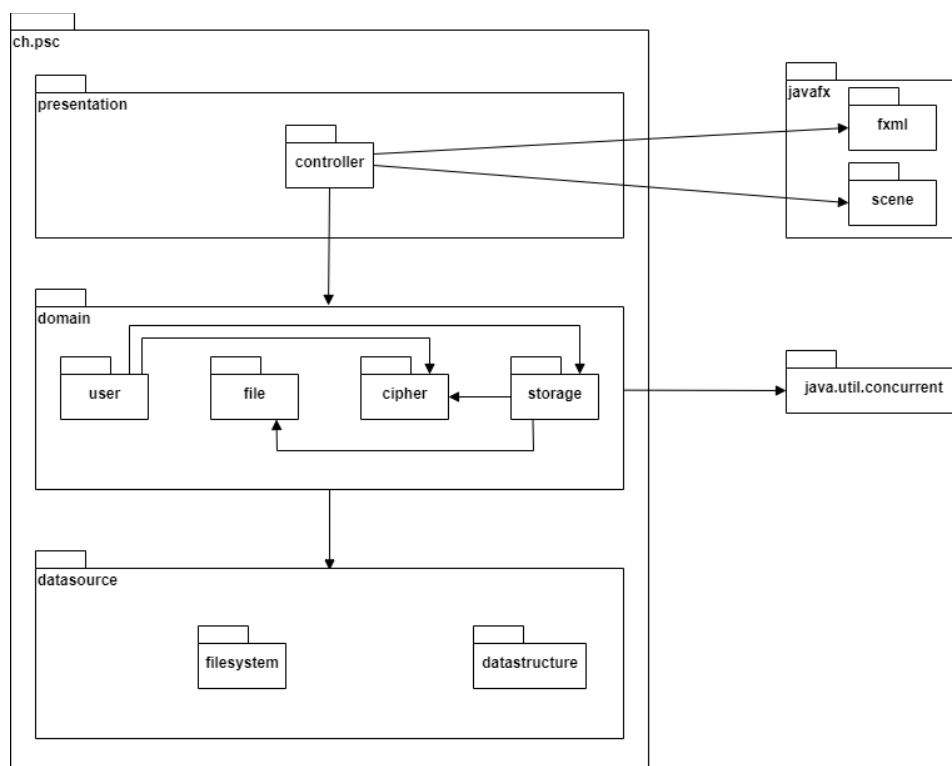 ch.psc
presentation
controller
javafx
fxml
scene
domain
user
file
cipher
storage
java.util.concurrent
datasource
filesystem
datastructure